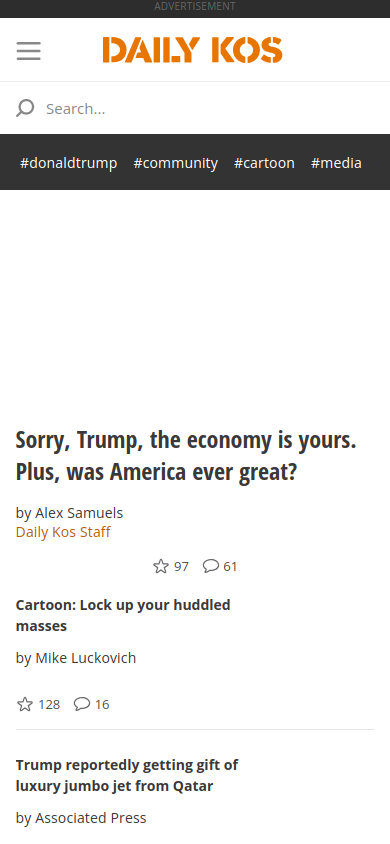 ADVERTISEMENT
DAILY KOS
Search...
#donaldtrump #community #cartoon #media
Sorry, Trump, the economy is yours.
Plus, was America ever great?
by Alex Samuels
Daily Kos Staff
97 61
Cartoon: Lock up your huddled
masses
by Mike Luckovich
128 16
Trump reportedly getting gift of
luxury jumbo jet from Qatar
by Associated Press